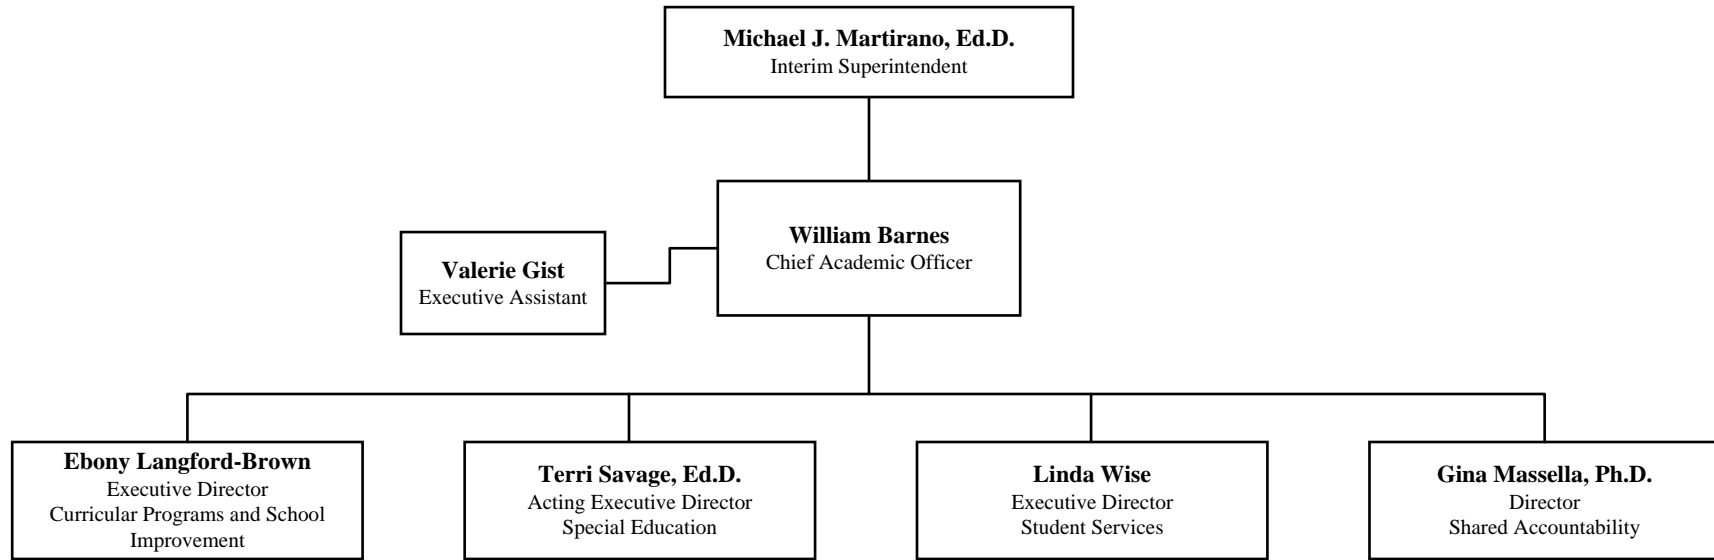 Michael J. Martirano, Ed.D.
Interim Superintendent
William Barnes
Chief Academic Officer
Valerie Gist
Executive Assistant
Ebony Langford-Brown
Executive Director
Curricular Programs and School
Improvement
Terri Savage, Ed.D.
Acting Executive Director
Special Education
Linda Wise
Executive Director
Student Services
Gina Massella, Ph.D.
Director
Shared Accountability